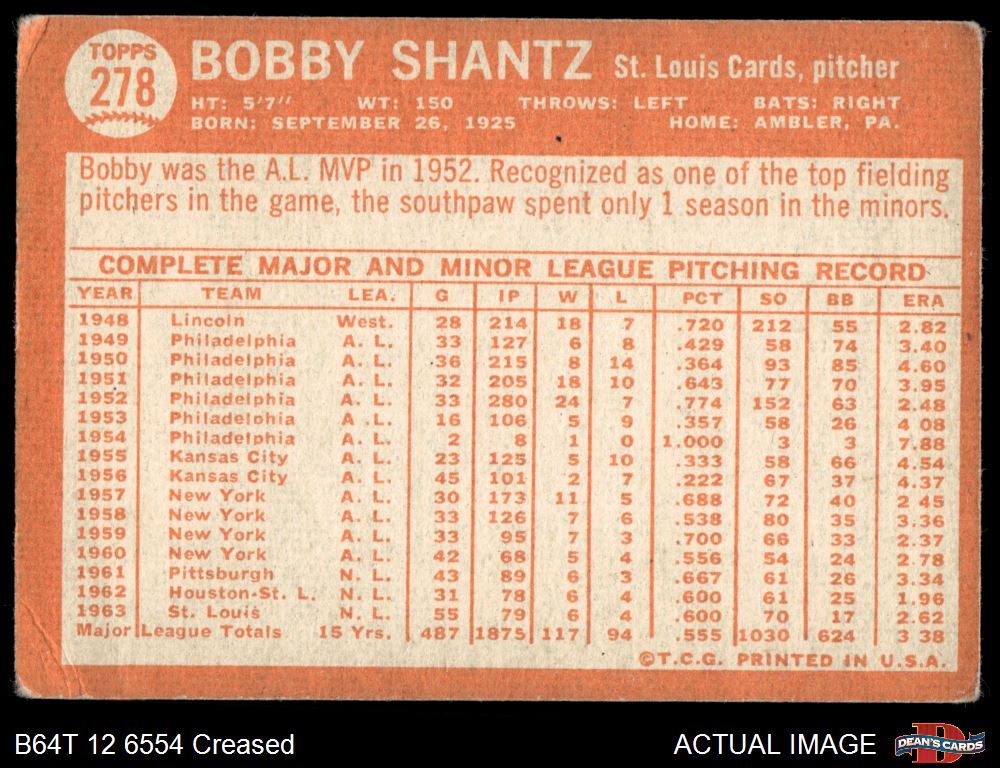 TOPPS
278
BOBBY SHANTZ St. Louis Cards, pitcher
HT: 5'7" WT: 150 THROWS: LEFT BATS: RIGHT
BORN: SEPTEMBER 26, 1925 HOME: AMBLER, PA.
Bobby was the A.L. MVP in 1952. Recognized as one of the top fielding
pitchers in the game, the southpaw spent only 1 season in the minors.
COMPLETE MAJOR AND MINOR LEAGUE PITCHING RECORD
YEAR TEAM LEA. G IP W L PCT SO BB ERA
1948 Lincoln West. 28 214 18 7 .720 212 55 2.82
1949 Philadelphia A. L. 33 127 6 8 .429 58 74 3.40
1950 Philadelphia A. L. 36 215 8 14 .364 93 85 4.60
1951 Philadelphia A. L. 32 205 18 10 .643 77 70 3.95
1952 Philadelphia A. L. 33 280 24 7 .774 152 63 2.48
1953 Philadelphia A. L. 16 106 5 9 .357 58 26 4 08
1954 Philadelphia A. L. 2 8 1 0 1.000 3 3 7.88
1955 Kansas City A. L. 23 125 5 10 .333 58 66 4.54
1956 Kansas City A. L. 45 101 2 7 .222 67 37 4.37
1957 New York A. L. 30 173 11 5 .688 72 40 2 45
1958 New York A. L. 33 126 7 6 .538 80 35 3.36
1959 New York A. L. 33 95 7 3 .700 66 33 2.37
1960 New York A. L. 42 68 5 4 .556 54 24 2.78
1961 Pittsburgh N. L. 43 89 6 3 .667 61 26 3.34
1962 Houston-St. L. N. L. 31 78 6 4 .600 61 25 1.96
1963 St. Louis N. L. 55 79 6 4 .600 70 17 2.62
Major League Totals 15 Yrs. 487 1875 117 94 .555 1030 624 3.38
©T.C.G. PRINTED IN U.S.A.
B64T 12 6554 Creased ACTUAL IMAGE DEAN'S CARDS